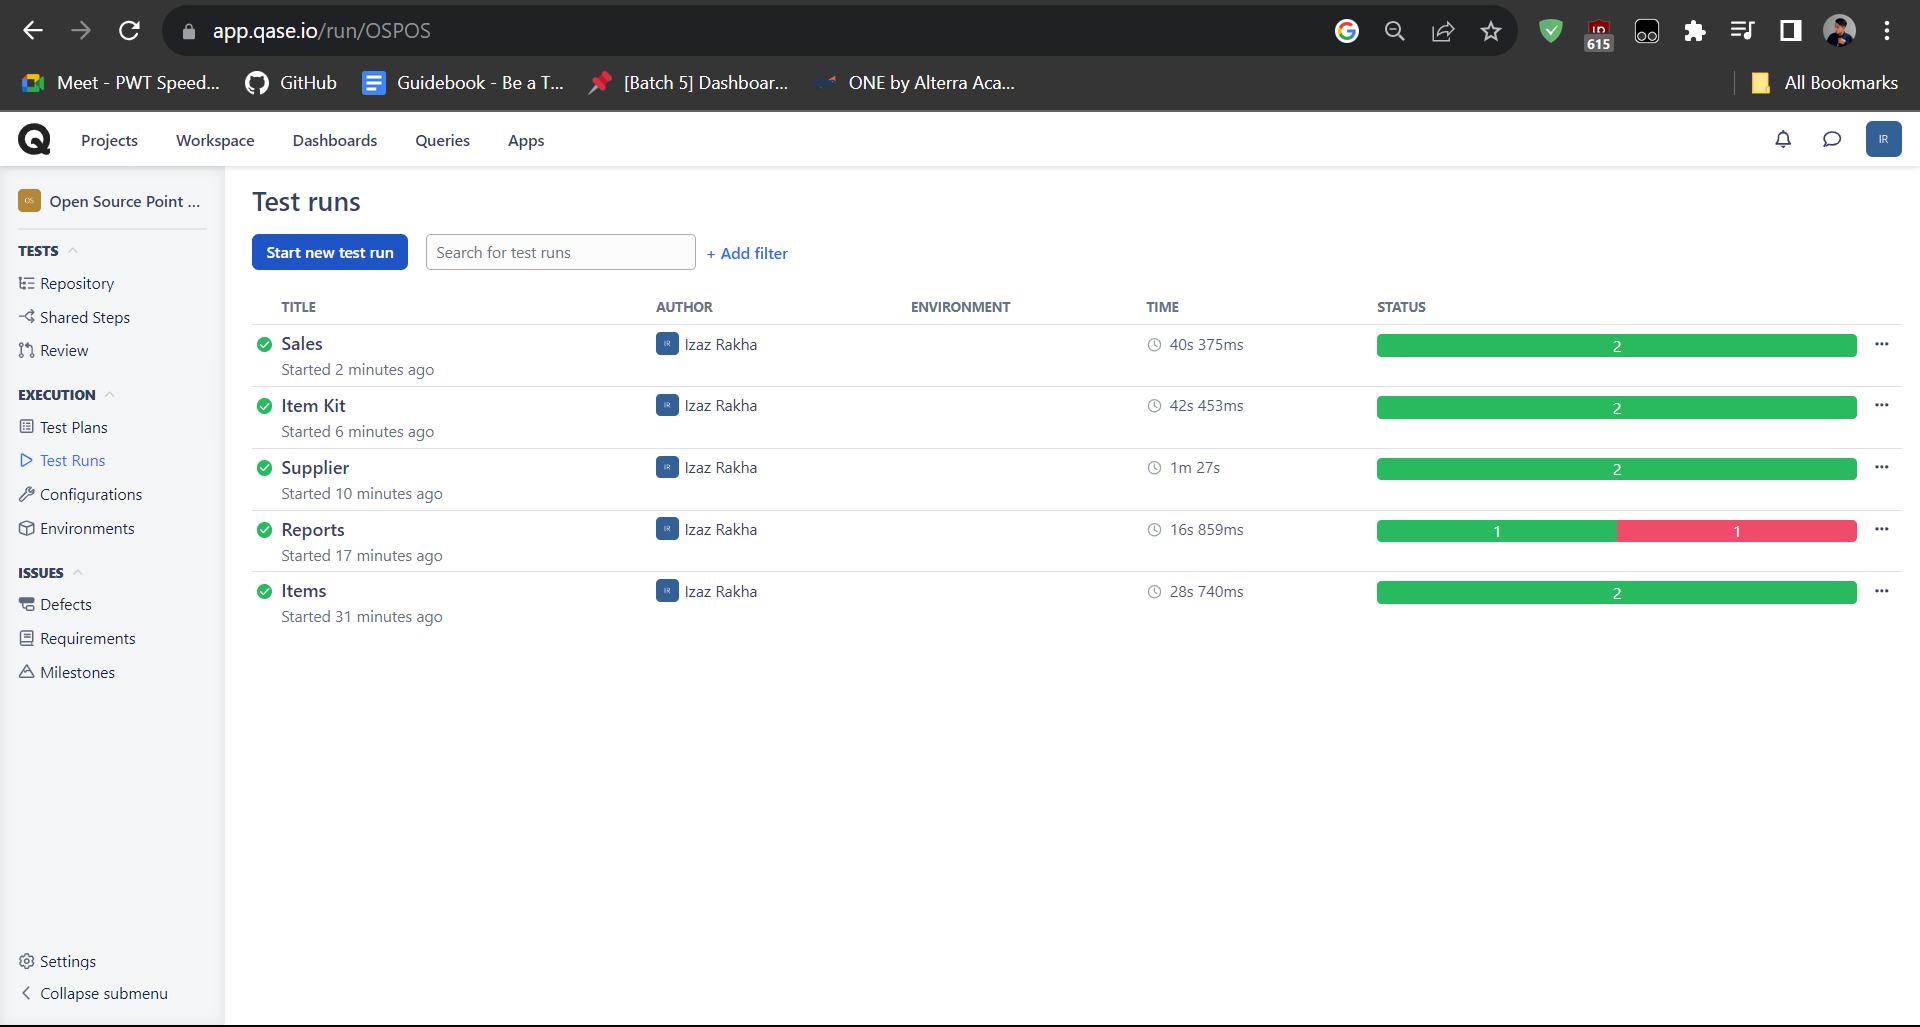 app.qase.io/run/OSPOS
615
Meet - PWT Speed...
GitHub
Guidebook - Be a T...
[Batch 5] Dashboar...
ONE by Alterra Aca...
All Bookmarks
Projects
Workspace
Dashboards
Queries
Apps
IR
OS
Open Source Point ...
TESTS
Repository
Shared Steps
Review
EXECUTION
Test Plans
Test Runs
Configurations
Environments
ISSUES
Defects
Requirements
Milestones
Settings
Collapse submenu
Test runs
Start new test run
Search for test runs
+ Add filter
TITLE AUTHOR ENVIRONMENT TIME STATUS
Sales IR Izaz Rakha 40s 375ms 2
Started 2 minutes ago
Item Kit IR Izaz Rakha 42s 453ms 2
Started 6 minutes ago
Supplier IR Izaz Rakha 1m 27s 2
Started 10 minutes ago
Reports IR Izaz Rakha 16s 859ms 1 1
Started 17 minutes ago
Items IR Izaz Rakha 28s 740ms 2
Started 31 minutes ago